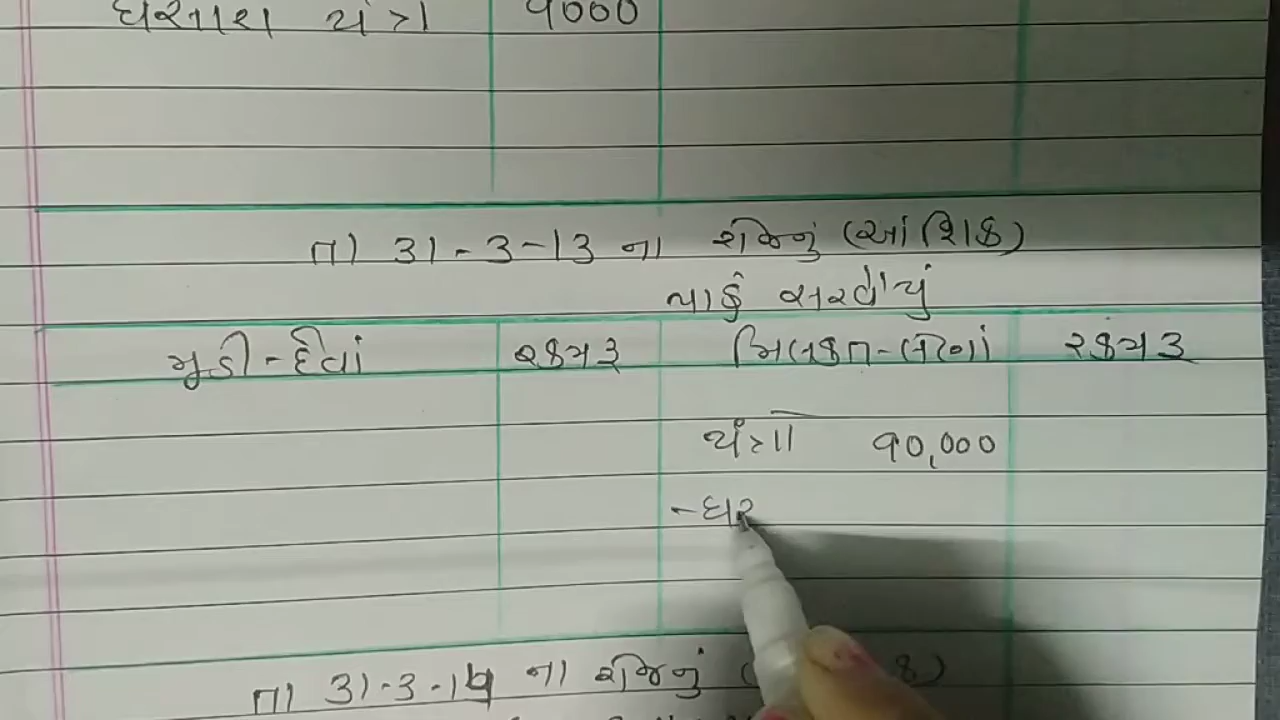 ઘસારા યંત્ર 9000
તા 31-3-13 ના રોજનું (આંશિક)
પાકું સરવૈયું
મૂડી-દેવાં રકમ રૂ મિલકત-લેણાં રકમ રૂ
યંત્રો 90,000
- ઘસ
તા 31-3-14 ના રોજનું